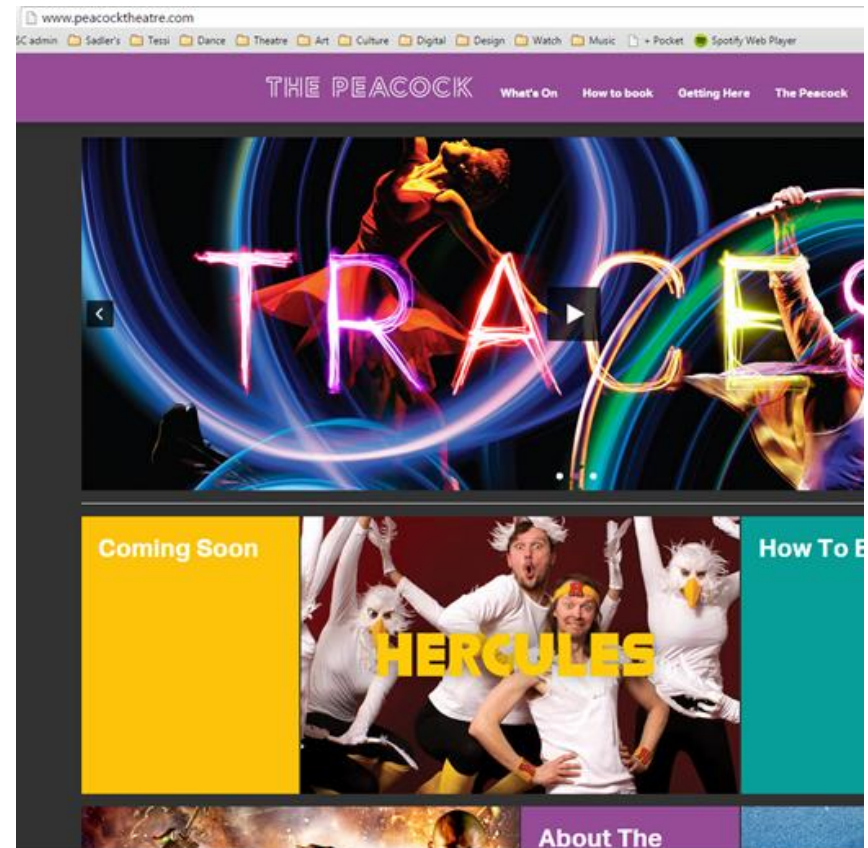 www.peacocktheatre.com
SC admin Sadler's Tessi Dance Theatre Art Culture Digital Design Watch Music + Pocket Spotify Web Player
THE PEACOCK What's On How to book Getting Here The Peacock
TRACES
Coming Soon
HERCULES
How To
About The